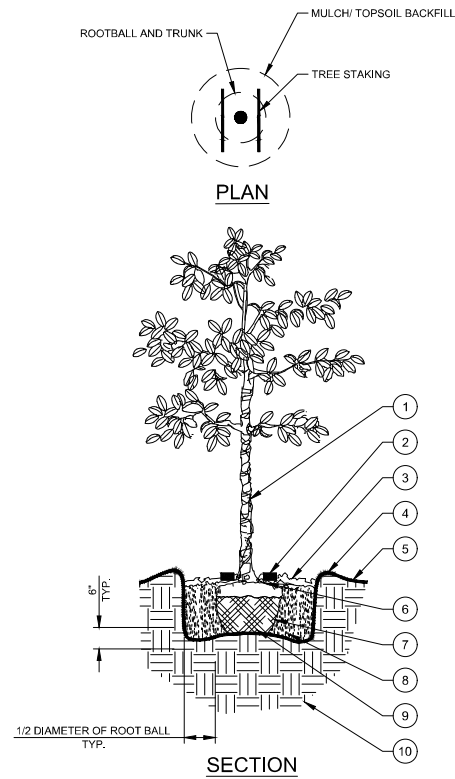 MULCH/ TOPSOIL BACKFILL
ROOTBALL AND TRUNK
TREE STAKING
PLAN
1
2
3
4
5
6" TYP.
6
7
8
9
1/2 DIAMETER OF ROOT BALL
TYP.
10
SECTION